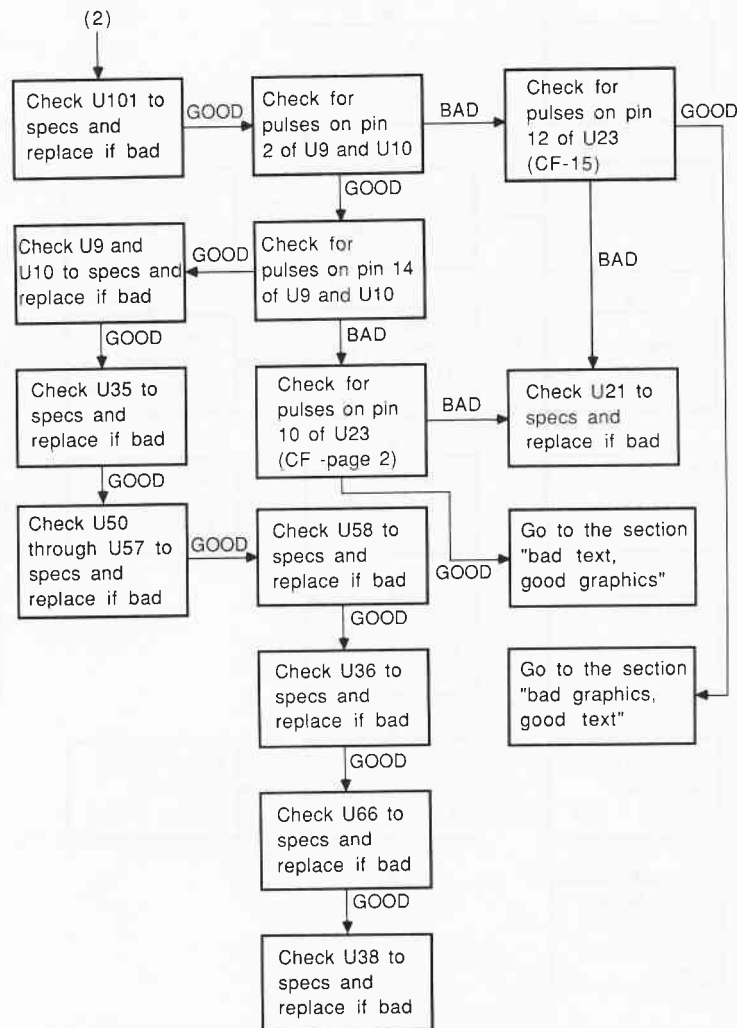 (2)
Check U101 to
specs and
replace if bad
GOOD
Check for
pulses on pin
2 of U9 and U10
BAD
Check for
pulses on pin
12 of U23
(CF-15)
GOOD
GOOD
BAD
Check U9 and
U10 to specs and
replace if bad
GOOD
Check for
pulses on pin 14
of U9 and U10
GOOD
BAD
Check U35 to
specs and
replace if bad
Check for
pulses on pin
10 of U23
(CF -page 2)
BAD
Check U21 to
specs and
replace if bad
GOOD
Check U50
through U57 to
specs and
replace if bad
GOOD
Check U58 to
specs and
replace if bad
GOOD
Go to the section
"bad text,
good graphics"
GOOD
Check U36 to
specs and
replace if bad
Go to the section
"bad graphics,
good text"
GOOD
Check U66 to
specs and
replace if bad
GOOD
Check U38 to
specs and
replace if bad